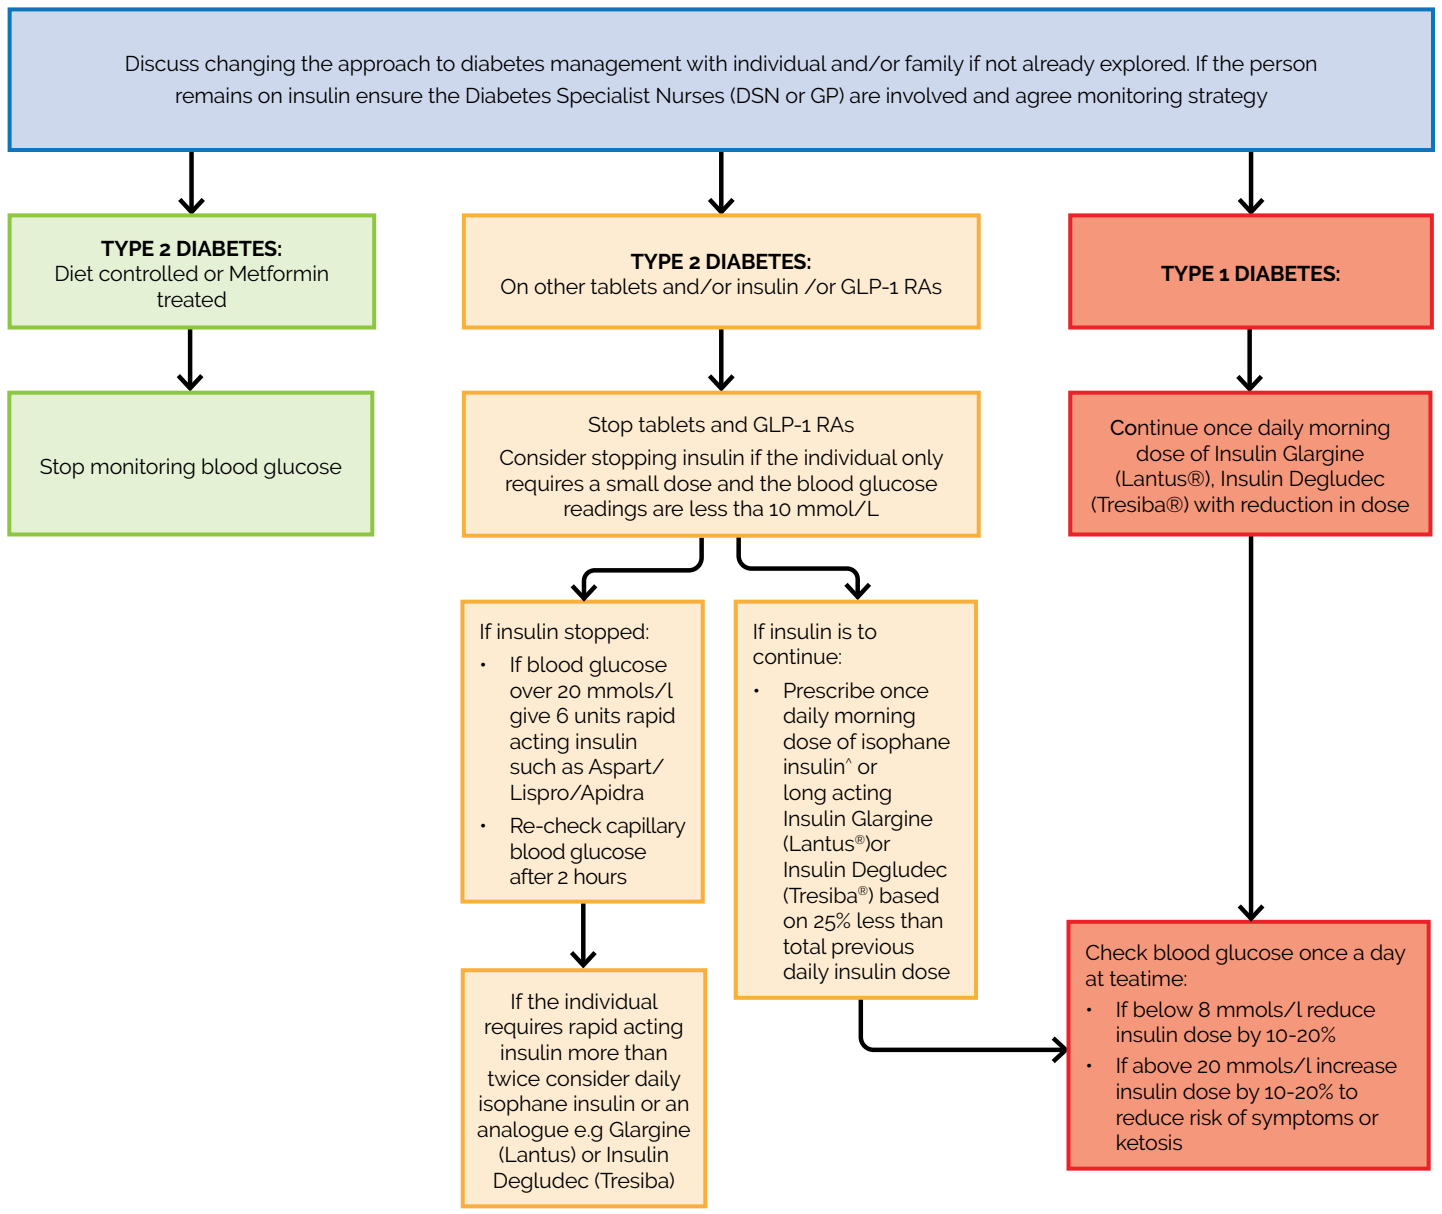 Discuss changing the approach to diabetes management with individual and/or family if not already explored. If the person
remains on insulin ensure the Diabetes Specialist Nurses (DSN or GP) are involved and agree monitoring strategy
TYPE 2 DIABETES:
Diet controlled or Metformin
treated
TYPE 2 DIABETES:
On other tablets and/or insulin /or GLP-1 RAs
TYPE 1 DIABETES:
Stop monitoring blood glucose
Stop tablets and GLP-1 RAs
Consider stopping insulin if the individual only
requires a small dose and the blood glucose
readings are less tha 10 mmol/L
Continue once daily morning
dose of Insulin Glargine
(Lantus®), Insulin Degludec
(Tresiba®) with reduction in dose
If insulin stopped:
• If blood glucose
over 20 mmols/l
give 6 units rapid
acting insulin
such as Aspart/
Lispro/Apidra
• Re-check capillary
blood glucose
after 2 hours
If insulin is to
continue:
• Prescribe once
daily morning
dose of isophane
insulin^ or
long acting
Insulin Glargine
(Lantus®)or
Insulin Degludec
(Tresiba®) based
on 25% less than
total previous
daily insulin dose
If the individual
requires rapid acting
insulin more than
twice consider daily
isophane insulin or an
analogue e.g Glargine
(Lantus) or Insulin
Degludec (Tresiba)
Check blood glucose once a day
at teatime:
• If below 8 mmols/l reduce
insulin dose by 10-20%
• If above 20 mmols/l increase
insulin dose by 10-20% to
reduce risk of symptoms or
ketosis